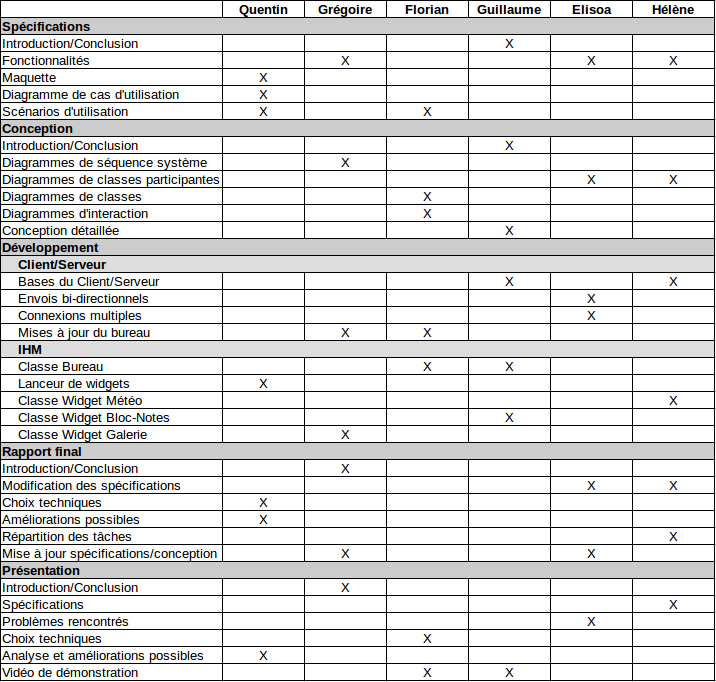 Quentin Grégoire Florian Guillaume Elisoa Hélène
Spécifications
Introduction/Conclusion X
Fonctionnalités X X X
Maquette X
Diagramme de cas d'utilisation X
Scénarios d'utilisation X X
Conception
Introduction/Conclusion X
Diagrammes de séquence système X
Diagrammes de classes participantes X X
Diagrammes de classes X
Diagrammes d'interaction X
Conception détaillée X
Développement
Client/Serveur
Bases du Client/Serveur X X
Envois bi-directionnels X
Connexions multiples X
Mises à jour du bureau X X
IHM
Classe Bureau X X
Lanceur de widgets X
Classe Widget Météo X
Classe Widget Bloc-Notes X
Classe Widget Galerie X
Rapport final
Introduction/Conclusion X
Modification des spécifications X X
Choix techniques X
Améliorations possibles X
Répartition des tâches X
Mise à jour spécifications/conception X X
Présentation
Introduction/Conclusion X
Spécifications X
Problèmes rencontrés X
Choix techniques X
Analyse et améliorations possibles X
Vidéo de démonstration X X